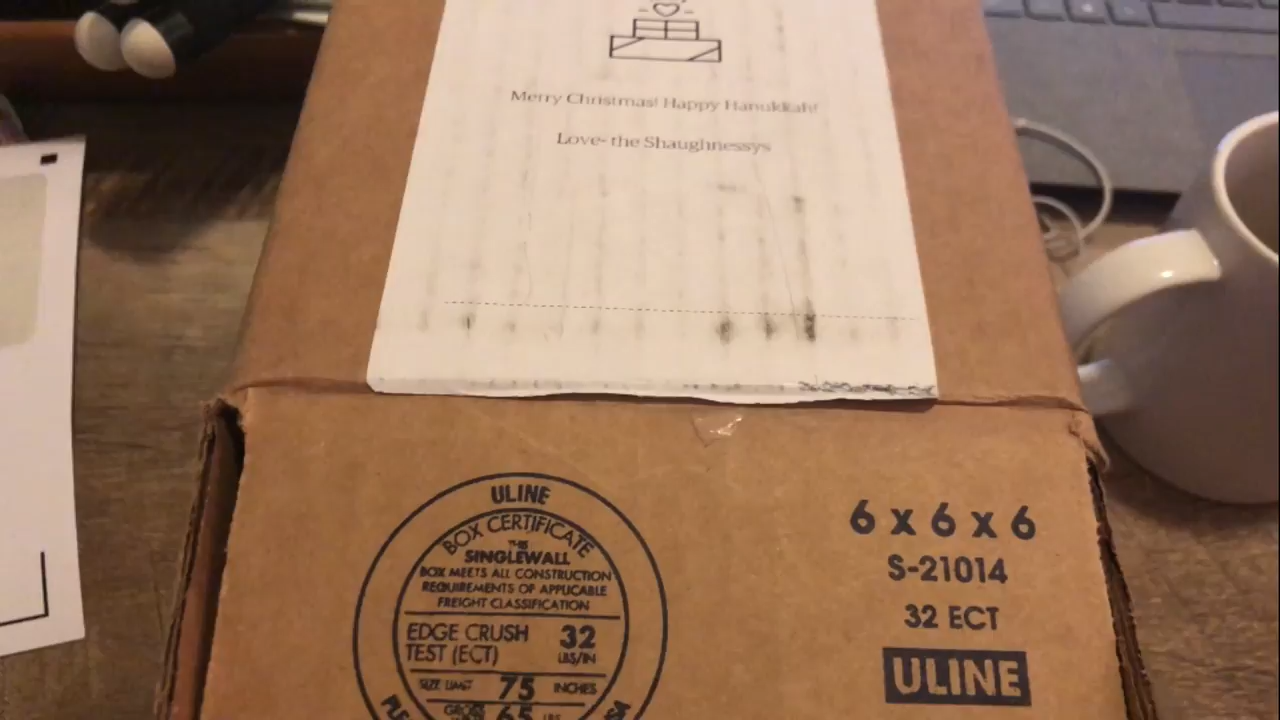 Merry Christmas! Happy Hanukkah!
Love- the Shaughnessys
ULINE
BOX CERTIFICATE
THIS
SINGLEWALL
BOX MEETS ALL CONSTRUCTION
REQUIREMENTS OF APPLICABLE
FREIGHT CLASSIFICATION
EDGE CRUSH
TEST (ECT)
32
LBS/IN
SIZE LIMIT 75 INCHES
65 LBS
6 x 6 x 6
S-21014
32 ECT
ULINE